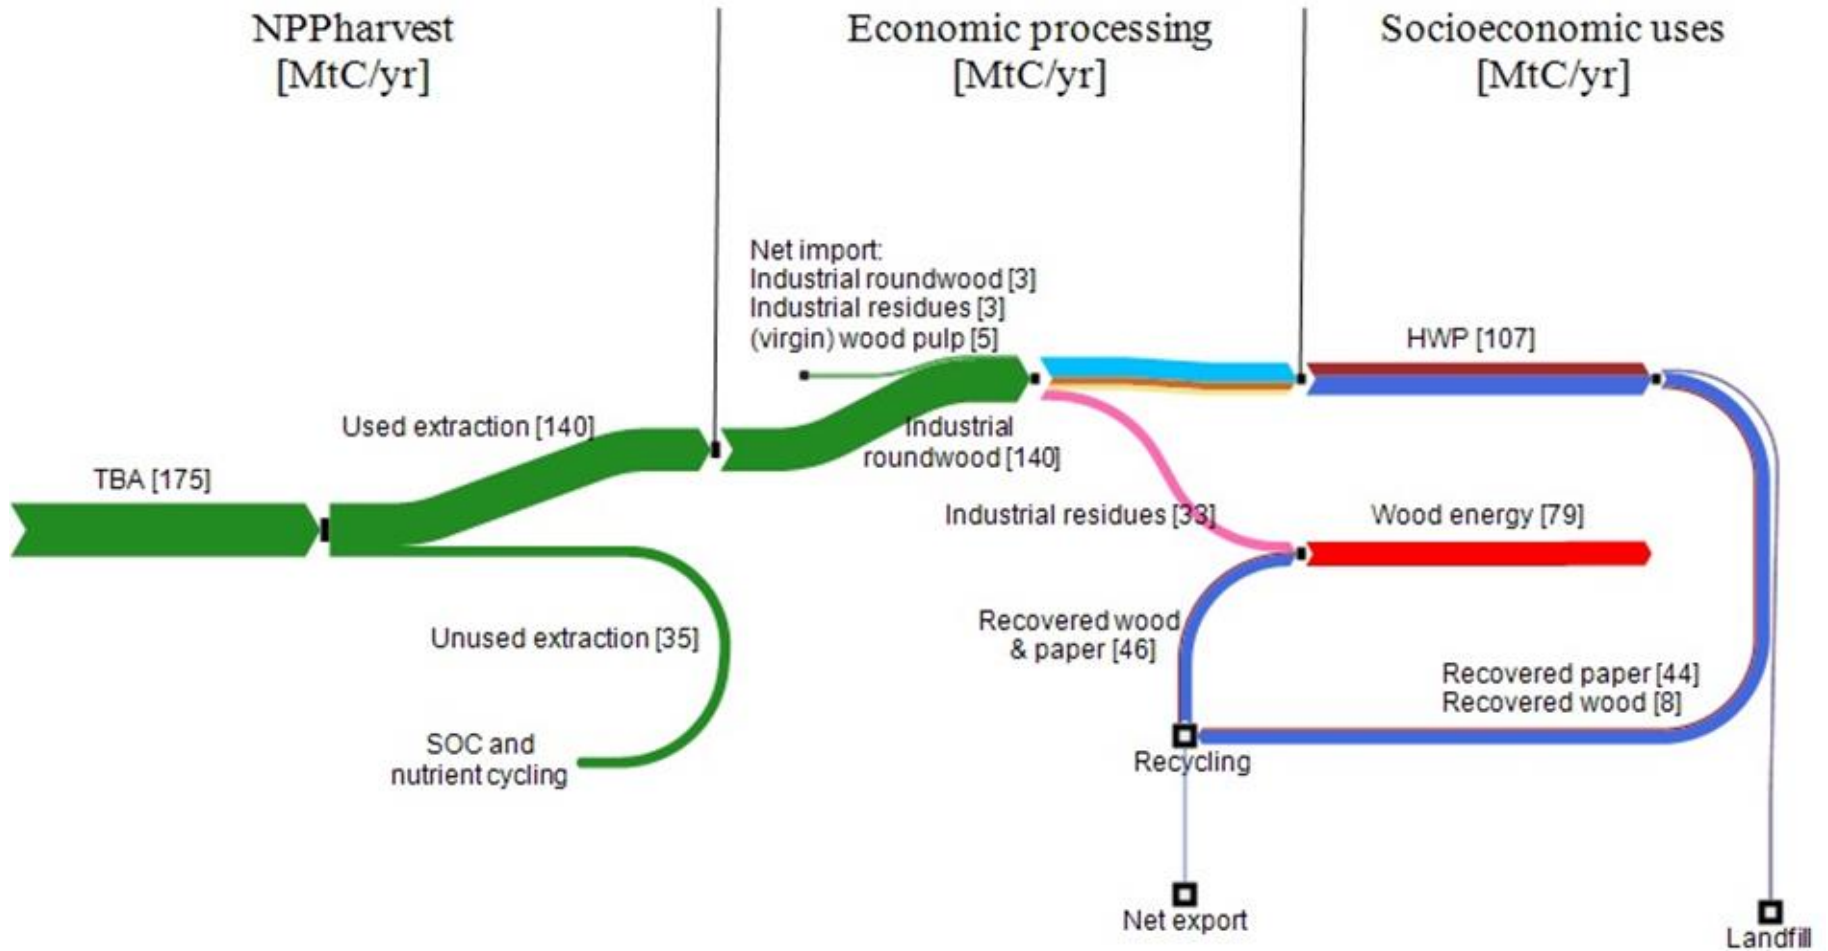 NPPharvest
[MtC/yr]
Economic processing
[MtC/yr]
Socioeconomic uses
[MtC/yr]
Net import:
Industrial roundwood [3]
Industrial residues [3]
(virgin) wood pulp [5]
HWP [107]
Used extraction [140]
Industrial
roundwood [140]
TBA [175]
Industrial residues [33]
Wood energy [79]
Unused extraction [35]
Recovered wood
& paper [46]
Recovered paper [44]
Recovered wood [8]
SOC and
nutrient cycling
Recycling
Net export
Landfill